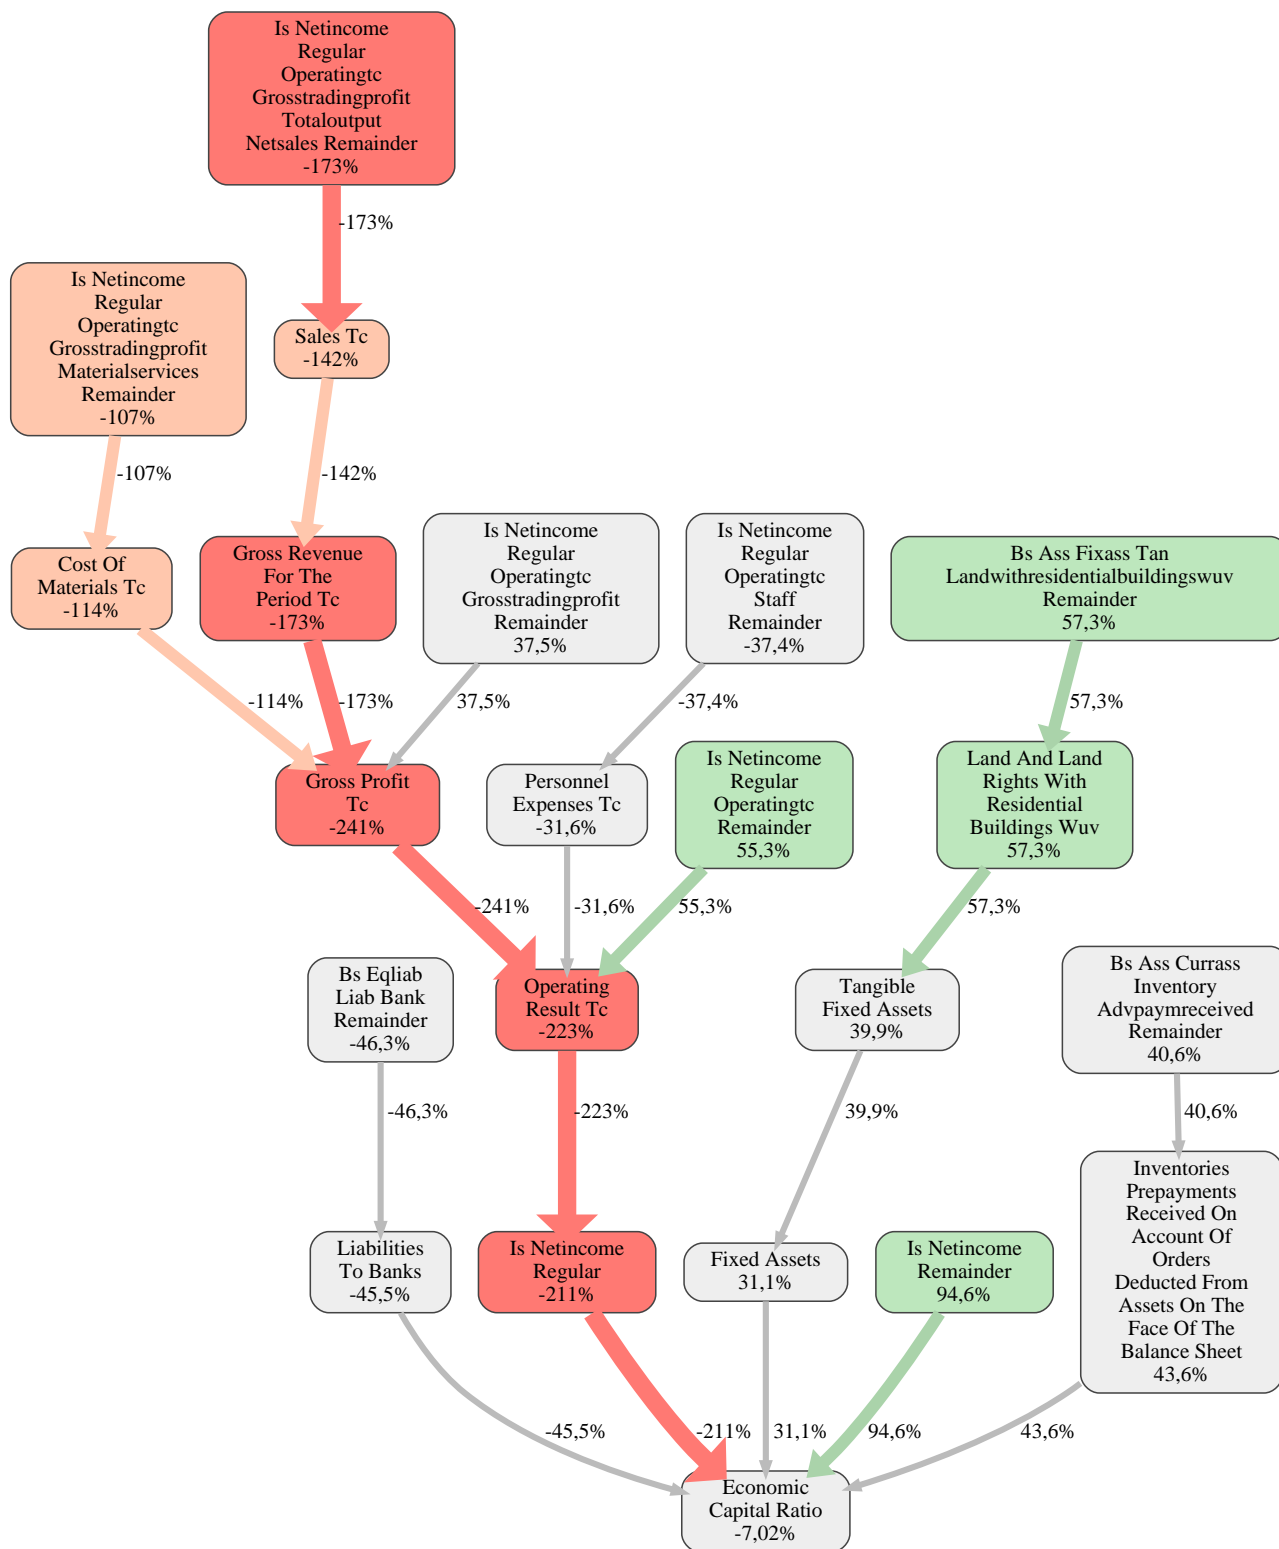 Is Netincome
Regular
Operatingtc
Grosstradingprofit
Totaloutput
Netsales Remainder
-173%
-173%
Is Netincome
Regular
Operatingtc
Grosstradingprofit
Materialservices
Remainder
-107%
Sales Tc
-142%
-107%
-142%
Cost Of
Materials Tc
-114%
Gross Revenue
For The
Period Tc
-173%
Is Netincome
Regular
Operatingtc
Grosstradingprofit
Remainder
37,5%
Is Netincome
Regular
Operatingtc
Staff
Remainder
-37,4%
Bs Ass Fixass Tan
Landwithresidentialbuildingswuv
Remainder
57,3%
-114%
-173%
37,5%
-37,4%
57,3%
Gross Profit
Tc
-241%
Personnel
Expenses Tc
-31,6%
Is Netincome
Regular
Operatingtc
Remainder
55,3%
Land And Land
Rights With
Residential
Buildings Wuv
57,3%
-241%
-31,6%
55,3%
57,3%
Bs Eqliab
Liab Bank
Remainder
-46,3%
Operating
Result Tc
-223%
Tangible
Fixed Assets
39,9%
Bs Ass Currass
Inventory
Advpaymreceived
Remainder
40,6%
-46,3%
-223%
39,9%
40,6%
Liabilities
To Banks
-45,5%
Is Netincome
Regular
-211%
Fixed Assets
31,1%
Is Netincome
Remainder
94,6%
Inventories
Prepayments
Received On
Account Of
Orders
Deducted From
Assets On The
Face Of The
Balance Sheet
43,6%
-45,5%
-211%
31,1%
94,6%
43,6%
Economic
Capital Ratio
-7,02%